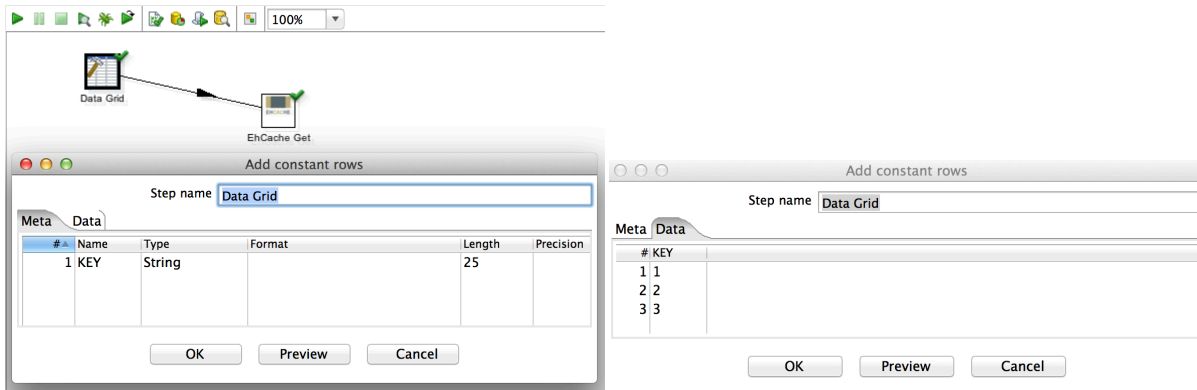 100%
Data Grid
EHCACHE
EhCache Get
Add constant rows
Step name Data Grid
Meta Data
# Name Type Format Length Precision
1 KEY String 25
OK Preview Cancel
Add constant rows
Step name Data Grid
Meta Data
# KEY
1 1
2 2
3 3
OK Preview Cancel